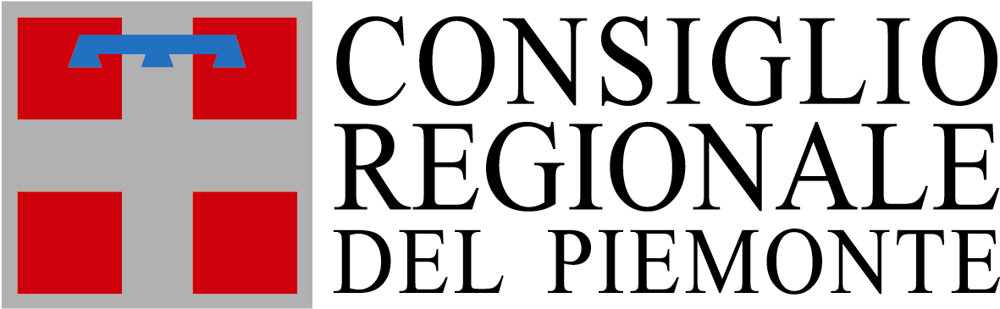 CONSIGLIO
REGIONALE
DEL PIEMONTE